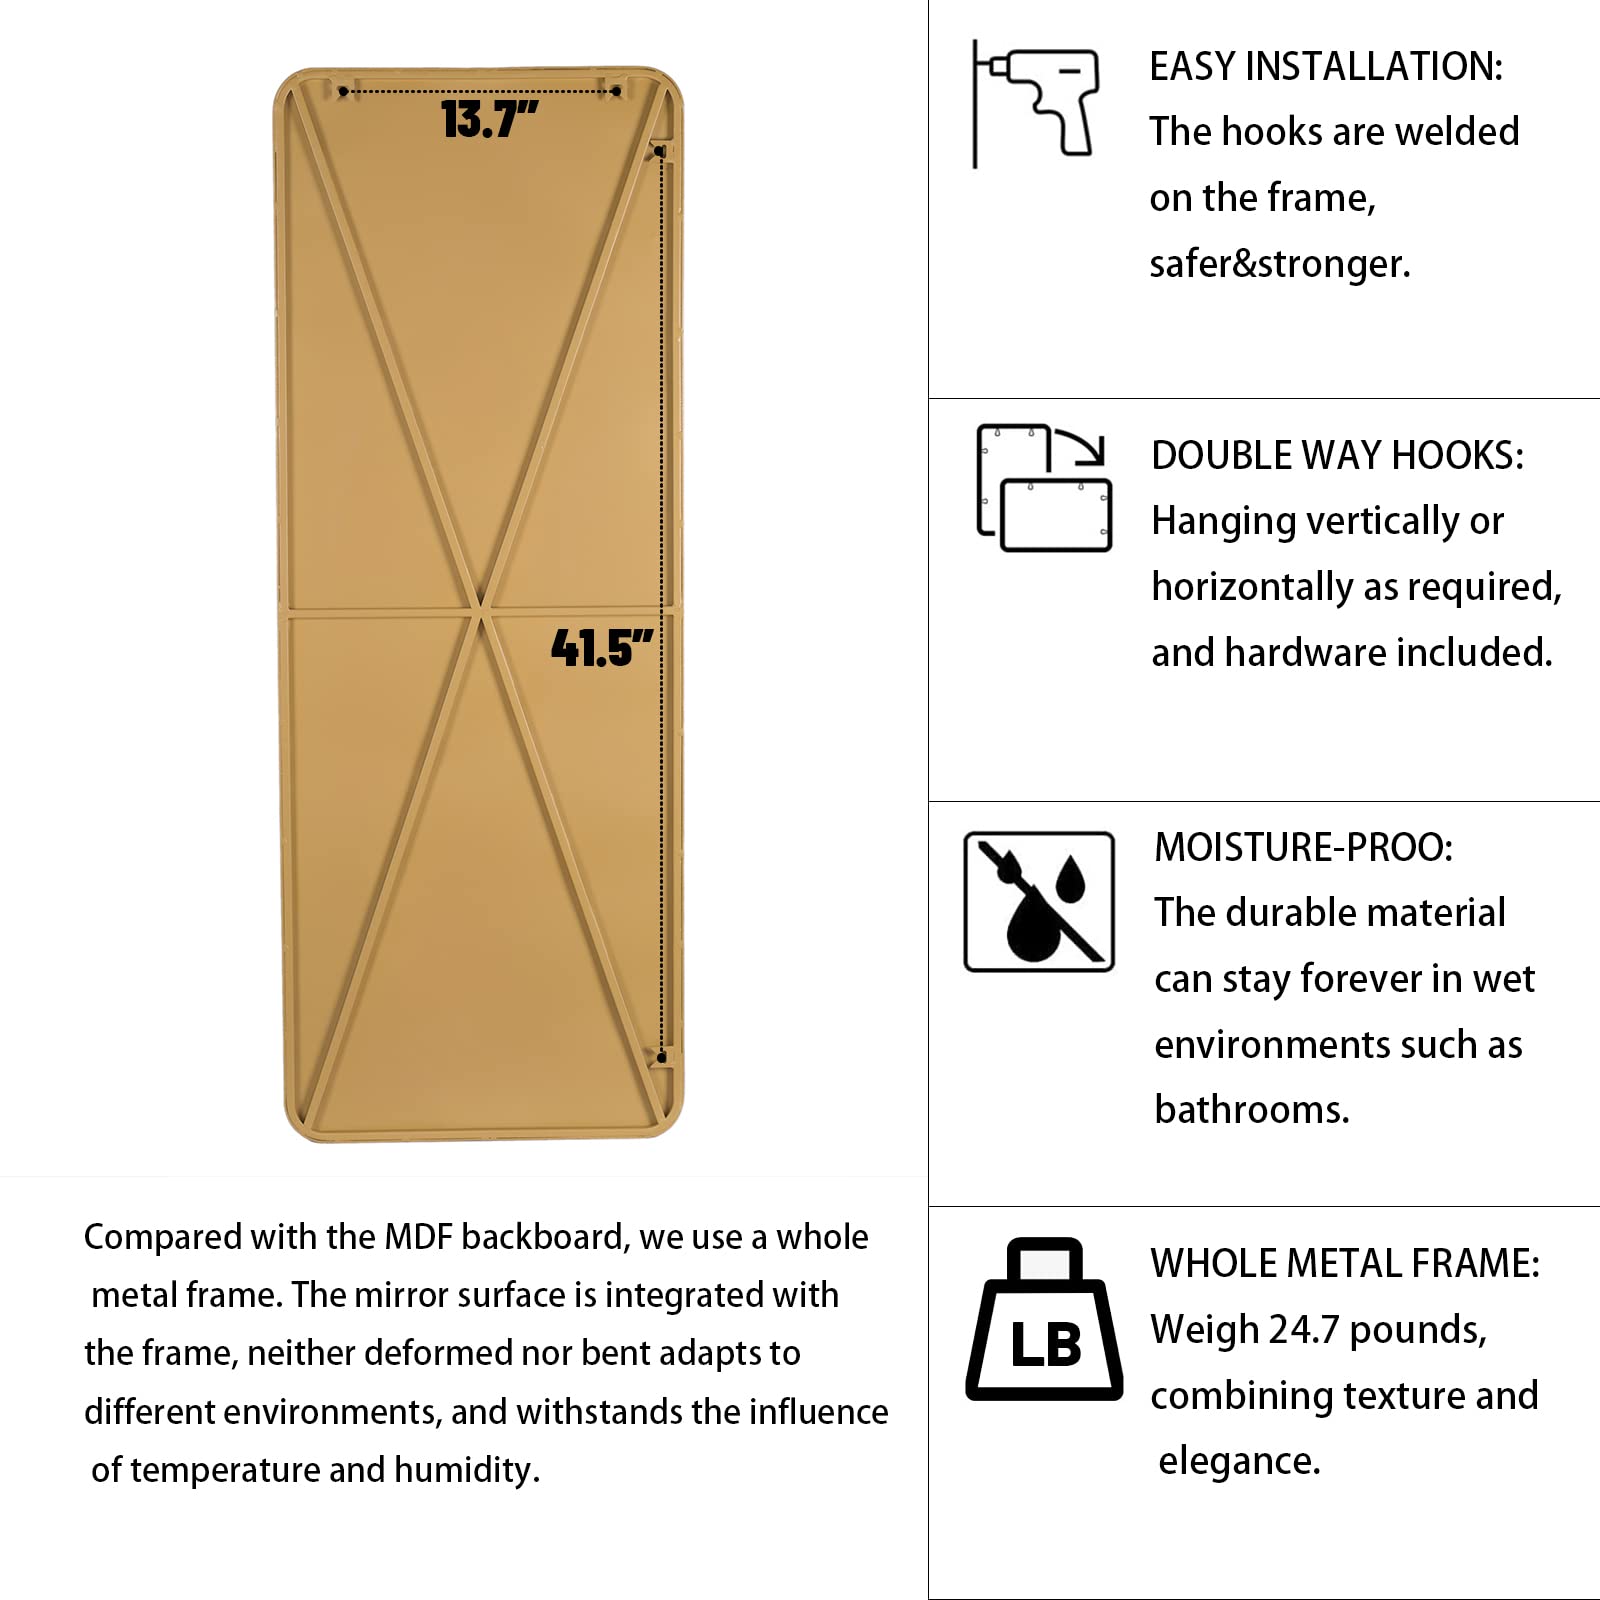 13.7"
41.5"
Compared with the MDF backboard, we use a whole
metal frame. The mirror surface is integrated with
the frame, neither deformed nor bent adapts to
different environments, and withstands the influence
of temperature and humidity.
EASY INSTALLATION:
The hooks are welded
on the frame,
safer&stronger.
DOUBLE WAY HOOKS:
Hanging vertically or
horizontally as required,
and hardware included.
MOISTURE-PROO:
The durable material
can stay forever in wet
environments such as
bathrooms.
LB
WHOLE METAL FRAME:
Weigh 24.7 pounds,
combining texture and
elegance.